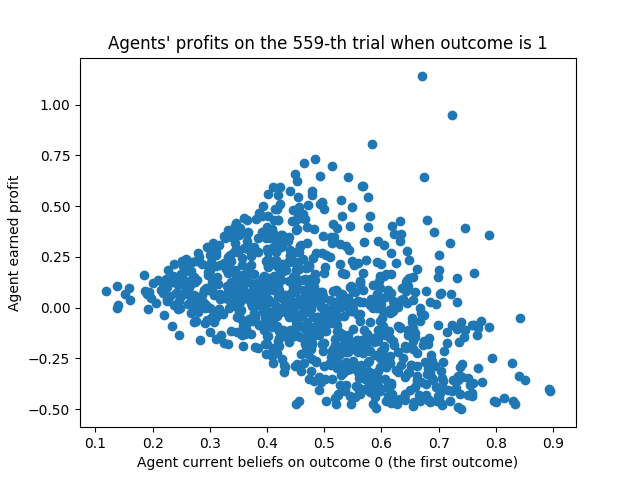 Agents' profits on the 559-th trial when outcome is 1
1.00
0.75
0.50
0.25
0.00
−0.25
−0.50
Agent earned profit
0.1 0.2 0.3 0.4 0.5 0.6 0.7 0.8 0.9
Agent current beliefs on outcome 0 (the first outcome)